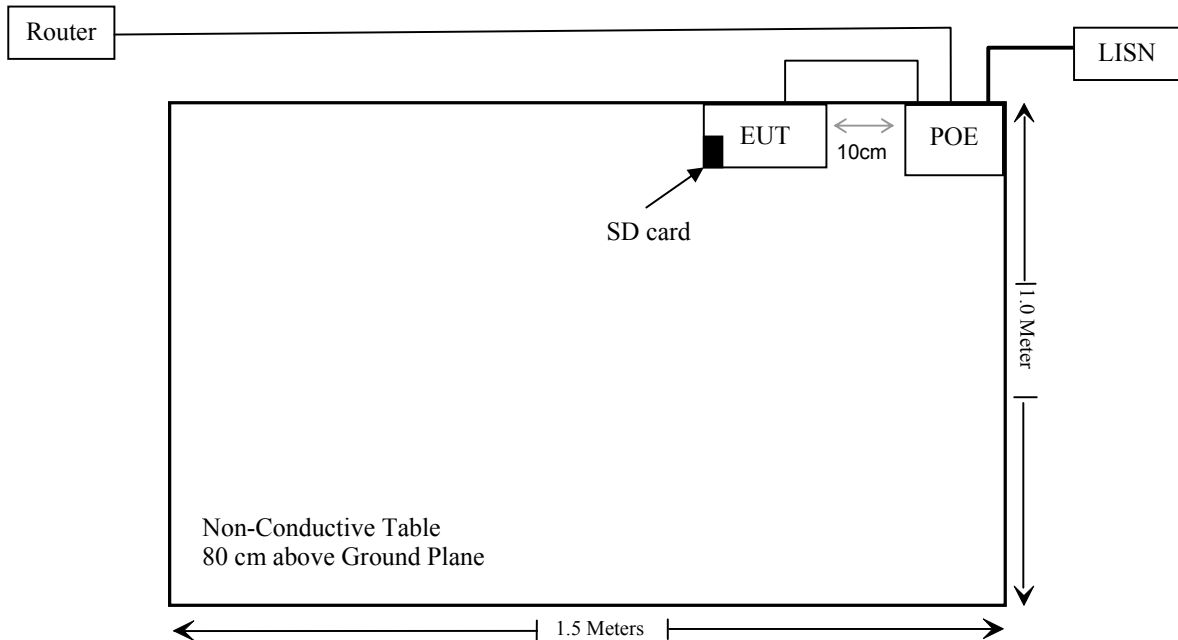 Router
LISN
EUT
POE
10cm
SD card
1.0 Meter
Non-Conductive Table
80 cm above Ground Plane
1.5 Meters